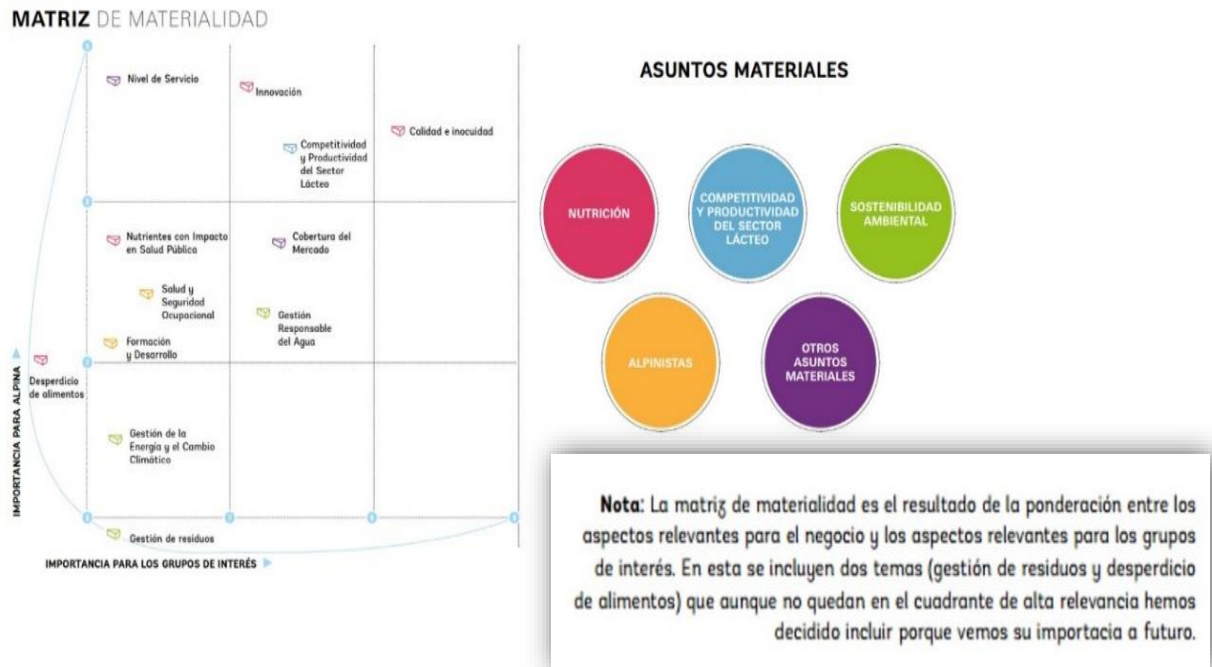 MATRIZ DE MATERIALIDAD
Nivel de Servicio
Innovación
Calidad e inocuidad
Competitividad
y Productividad
del Sector
Lácteo
Nutrientes con Impacto
en Salud Pública
Cobertura del
Mercado
Salud y
Seguridad
Ocupacional
Gestión
Responsable
del Agua
Formación
y Desarrollo
Desperdicio
de alimentos
Gestión de la
Energía y el Cambio
Climático
Gestión de residuos
IMPORTANCIA PARA ALPINA
IMPORTANCIA PARA LOS GRUPOS DE INTERÉS
ASUNTOS MATERIALES
NUTRICIÓN
COMPETITIVIDAD
Y PRODUCTIVIDAD
DEL SECTOR
LÁCTEO
SOSTENIBILIDAD
AMBIENTAL
ALPINISTAS
OTROS
ASUNTOS
MATERIALES
Nota: La matriz de materialidad es el resultado de la ponderación entre los
aspectos relevantes para el negocio y los aspectos relevantes para los grupos
de interés. En esta se incluyen dos temas (gestión de residuos y desperdicio
de alimentos) que aunque no quedan en el cuadrante de alta relevancia hemos
decidido incluir porque vemos su importacia a futuro.